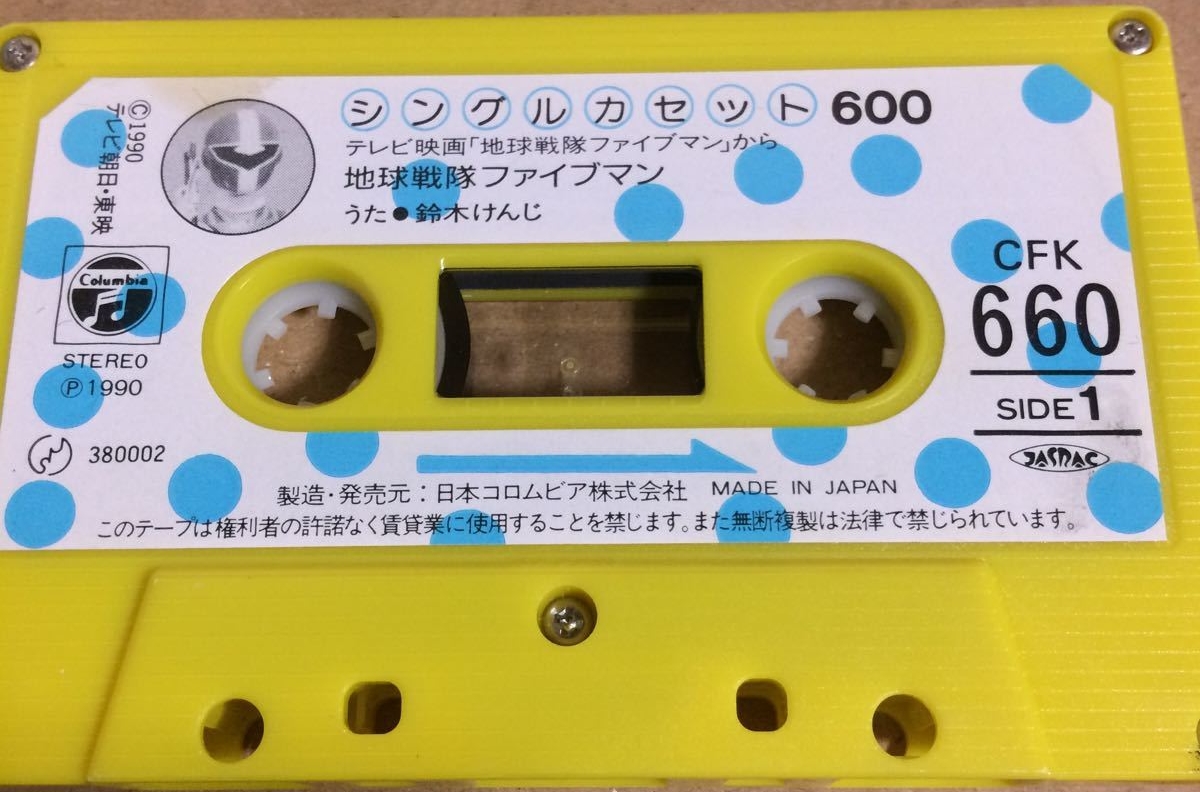 シングルカセット600
テレビ映画「地球戦隊ファイブマン」から
地球戦隊ファイブマン
うた●鈴木けんじ
©1990
テレビ朝日・東映
Columbia
STEREO
Ⓟ1990
380002
CFK
660
SIDE1
JASRAC
製造・発売元：日本コロムビア株式会社 MADE IN JAPAN
このテープは権利者の許諾なく賃貸業に使用することを禁じます。また無断複製は法律で禁じられています。